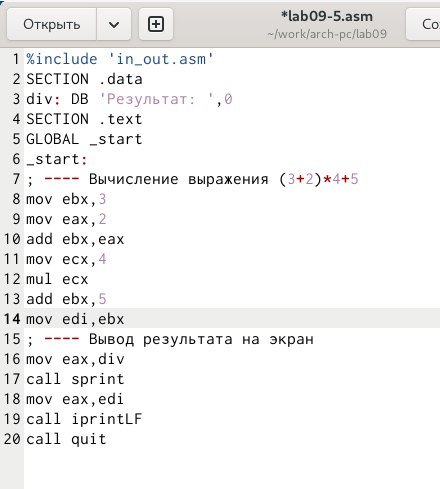 Открыть
*lab09-5.asm
~/work/arch-pc/lab09
1 %include 'in_out.asm'
2 SECTION .data
3 div: DB 'Результат: ',0
4 SECTION .text
5 GLOBAL _start
6 _start:
7 ; ---- Вычисление выражения (3+2)*4+5
8 mov ebx,3
9 mov eax,2
10 add ebx,eax
11 mov ecx,4
12 mul ecx
13 add ebx,5
14 mov edi,ebx
15 ; ---- Вывод результата на экран
16 mov eax,div
17 call sprint
18 mov eax,edi
19 call iprintLF
20 call quit